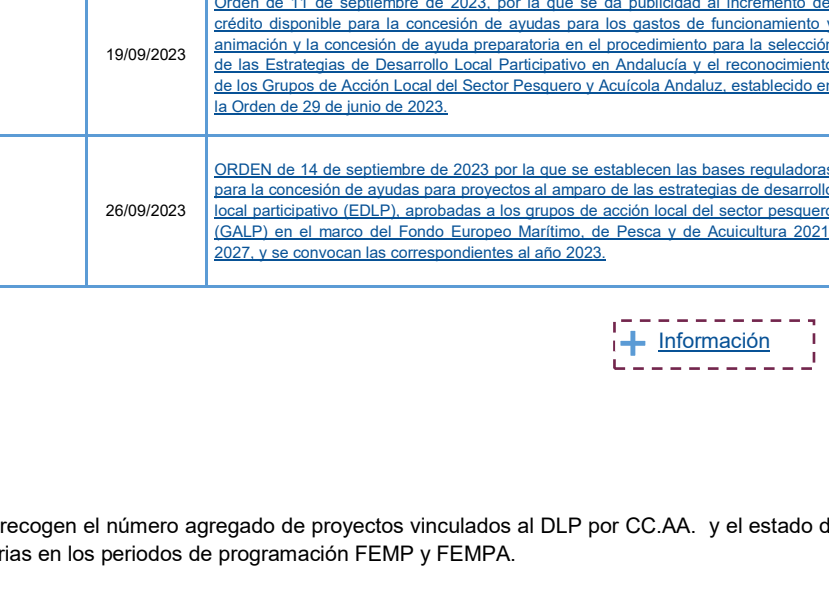 Orden de 11 de septiembre de 2023, por la que se da publicidad al incremento de
crédito disponible para la concesión de ayudas para los gastos de funcionamiento y
19/09/2023
animación y la concesión de ayuda preparatoria en el procedimiento para la selección
de las Estrategias de Desarrollo Local Participativo en Andalucía y el reconocimiento
de los Grupos de Acción Local del Sector Pesquero y Acuícola Andaluz, establecido en
la Orden de 29 de junio de 2023.
ORDEN de 14 de septiembre de 2023 por la que se establecen las bases reguladoras
para la concesión de ayudas para proyectos al amparo de las estrategias de desarrollo
26/09/2023
local participativo (EDLP), aprobadas a los grupos de acción local del sector pesquero
(GALP) en el marco del Fondo Europeo Marítimo, de Pesca y de Acuicultura 2021
2027, y se convocan las correspondientes al año 2023.
+ Información
recogen el número agregado de proyectos vinculados al DLP por CC.AA. y el estado d
rias en los periodos de programación FEMP y FEMPA.